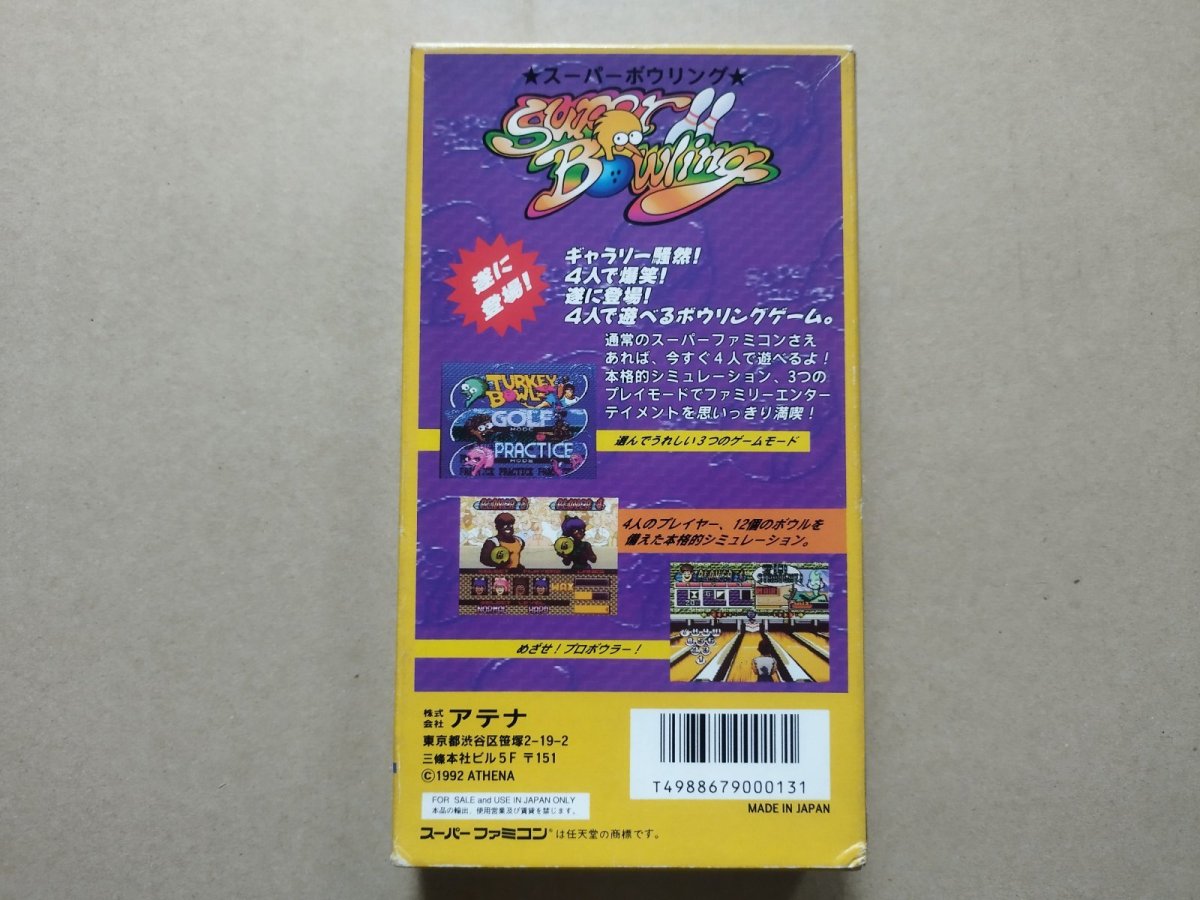 ★スーパーボウリング★
Super
Bowling
遂に
登場!
ギャラリー騒然!
4人で爆笑!
遂に登場!
4人で遊べるボウリングゲーム。
通常のスーパーファミコンさえ
あれば、今すぐ4人で遊べるよ!
本格的シミュレーション、3つの
プレイモードでファミリーエンター
テイメントを思いっきり満喫!
TURKEY
BOWL
GOLF
MODE
PRACTICE
MODE
選んでうれしい3つのゲームモード
4人のプレイヤー、12個のボウルを
備えた本格的シミュレーション。
WAX
NORMAL
めざせ!プロボウラー!
株式会社 アテナ
東京都渋谷区笹塚2-19-2
三條本社ビル5F 〒151
©1992 ATHENA
T4988679000131
MADE IN JAPAN
FOR SALE and USE IN JAPAN ONLY
本品の輸出、使用営業及び賃貸を禁じます。
スーパーファミコン®は任天堂の商標です。